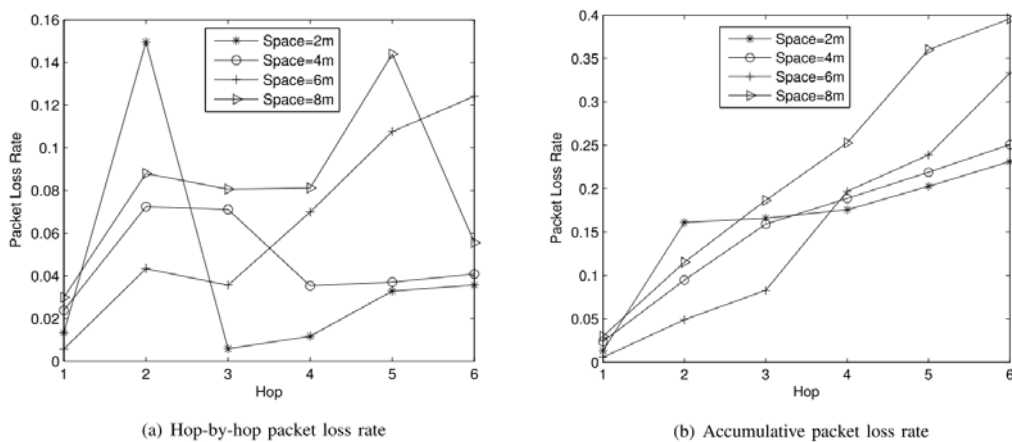 0.16
0.14
0.12
0.1
0.08
0.06
0.04
0.02
0
Packet Loss Rate
Space=2m
Space=4m
Space=6m
Space=8m
1 2 3 4 5 6
Hop
(a) Hop-by-hop packet loss rate
0.4
0.35
0.3
0.25
0.2
0.15
0.1
0.05
0
Packet Loss Rate
Space=2m
Space=4m
Space=6m
Space=8m
1 2 3 4 5 6
Hop
(b) Accumulative packet loss rate